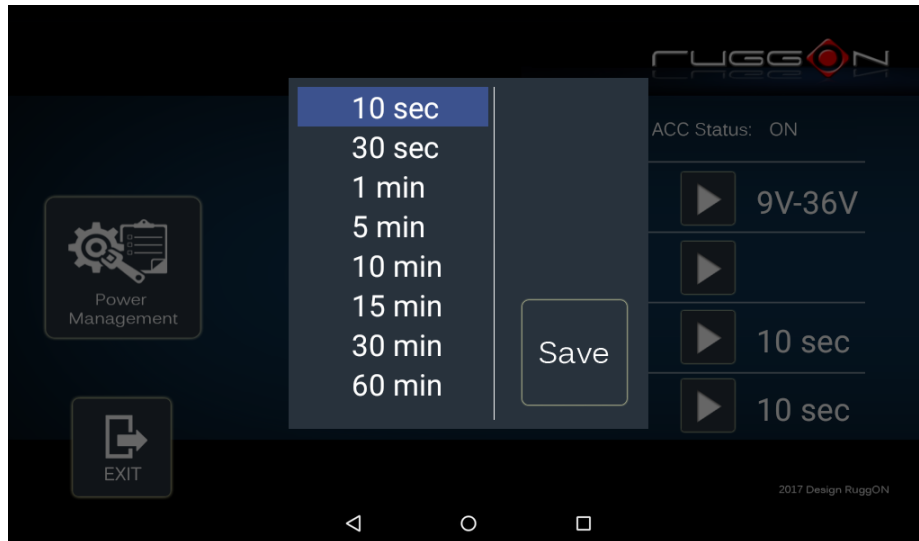 ruggON
ACC Status: ON
10 sec
30 sec
1 min
5 min
10 min
15 min
30 min
60 min
Save
9V-36V
10 sec
10 sec
Power
Management
EXIT
2017 Design RuggON